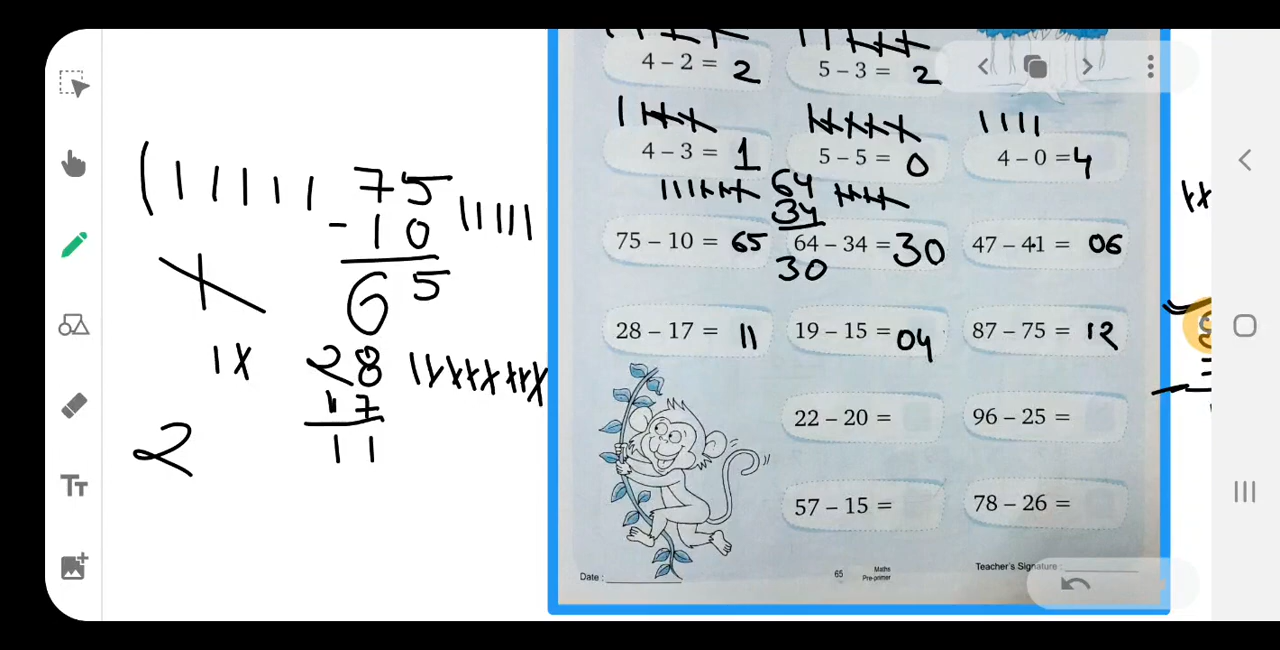 4 – 2 = 2
5 – 3 = 2
4 – 3 = 1
5 – 5 = 0
4 – 0 = 4
64
34
30
75 – 10 = 65
64 – 34 = 30
47 – 41 = 06
28 – 17 = 11
19 – 15 = 04
87 – 75 = 12
22 – 20 =
96 – 25 =
57 – 15 =
78 – 26 =
Date :
65
Maths
Pre-primer
Teacher's Signature :
75
- 10
65
28
17
11
2
Tт